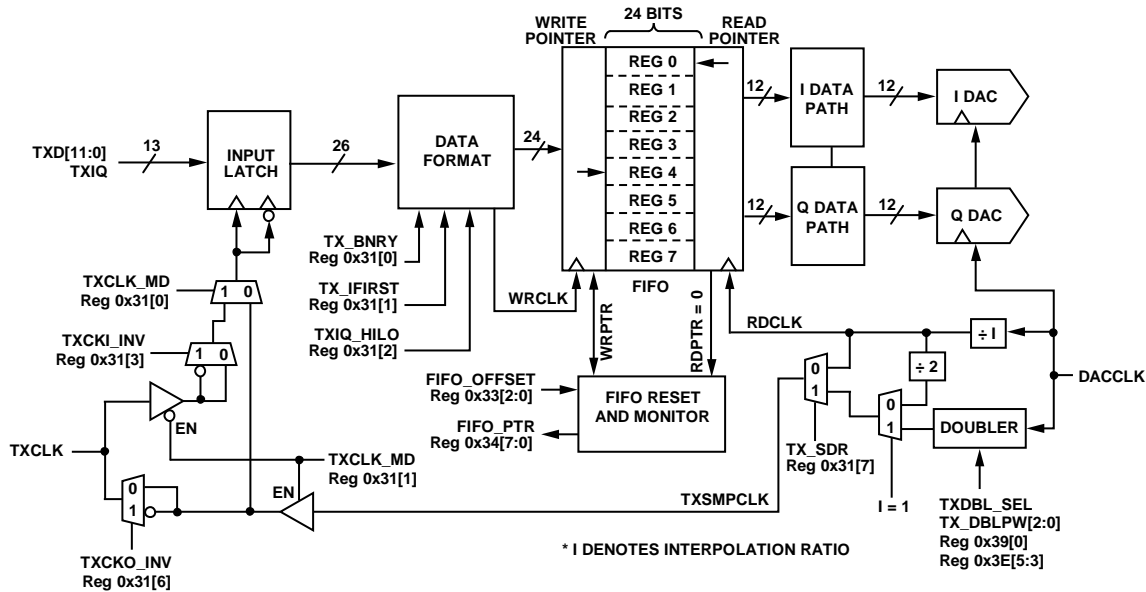 24 BITS
WRITE
POINTER
READ
POINTER
REG 0
REG 1
REG 2
REG 3
REG 4
REG 5
REG 6
REG 7
FIFO
TXD[11:0]
TXIQ
13
INPUT
LATCH
26
DATA
FORMAT
24
12
I DATA
PATH
12
I DAC
12
Q DATA
PATH
12
Q DAC
TX_BNRY
Reg 0x31[0]
TX_IFIRST
Reg 0x31[1]
TXIQ_HILO
Reg 0x31[2]
WRCLK
WRPTR
RDPTR = 0
RDCLK
÷ I
÷ 2
DACCLK
TXCLK_MD
Reg 0x31[0]
1 0
TXCKI_INV
Reg 0x31[3]
1 0
EN
TXCLK
FIFO_OFFSET
Reg 0x33[2:0]
FIFO_PTR
Reg 0x34[7:0]
FIFO RESET
AND MONITOR
0
1
TX_SDR
Reg 0x31[7]
0
1
I = 1
DOUBLER
TXCLK_MD
Reg 0x31[1]
EN
TXSMPCLK
0
1
TXCKO_INV
Reg 0x31[6]
TXDBL_SEL
TX_DBLPW[2:0]
Reg 0x39[0]
Reg 0x3E[5:3]
* I DENOTES INTERPOLATION RATIO